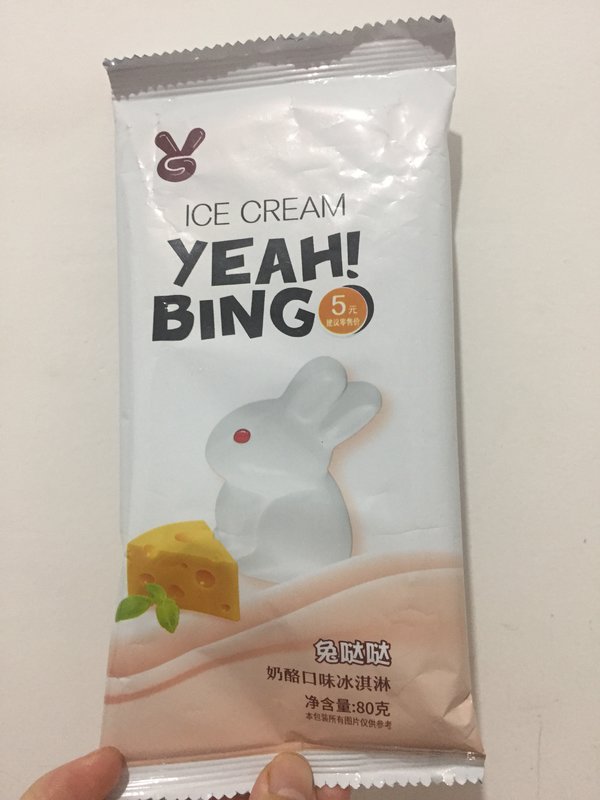 ICE CREAM
YEAH!
BINGO
5元
建议零售价
兔哒哒
奶酪口味冰淇淋
净含量:80克
本包装所有图片仅供参考